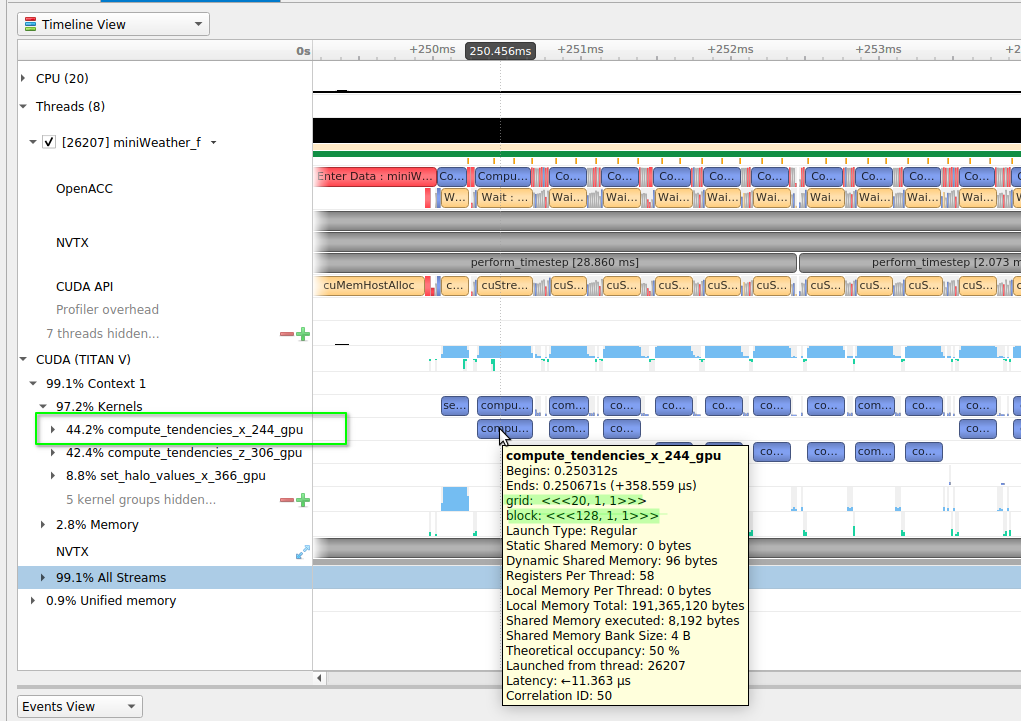 Timeline View
0s +250ms 250.456ms +251ms +252ms +253ms +2
CPU (20)
Threads (8)
[26207] miniWeather_f
OpenACC
Enter Data : miniW... Co... Compu... Co... Co... Co... Co... Co... Co... Co... Co... Co... C
W... Wait : ... Wai... Wai... Wai... Wai... Wai... Wai... Wai... Wai... Wai...
NVTX
perform_timestep [28.860 ms] perform_timestep [2.073 m
CUDA API
cuMemHostAlloc c... cuStre... cuS... cuS... cuS... cuS... cuS... cuS... cuS... cuS... cuS...
Profiler overhead
7 threads hidden...
CUDA (TITAN V)
99.1% Context 1
97.2% Kernels
se... compu... com... co... co... co... co... co... com... co... co...
44.2% compute_tendencies_x_244_gpu
compu... com... co... co...
42.4% compute_tendencies_z_306_gpu
co... co... com... co...
8.8% set_halo_values_x_366_gpu
5 kernel groups hidden...
2.8% Memory
NVTX
99.1% All Streams
0.9% Unified memory
compute_tendencies_x_244_gpu
Begins: 0.250312s
Ends: 0.250671s (+358.559 μs)
grid: <<<20, 1, 1>>>
block: <<<128, 1, 1>>>
Launch Type: Regular
Static Shared Memory: 0 bytes
Dynamic Shared Memory: 96 bytes
Registers Per Thread: 58
Local Memory Per Thread: 0 bytes
Local Memory Total: 191,365,120 bytes
Shared Memory executed: 8,192 bytes
Shared Memory Bank Size: 4 B
Theoretical occupancy: 50 %
Launched from thread: 26207
Latency: ←11.363 μs
Correlation ID: 50
Events View